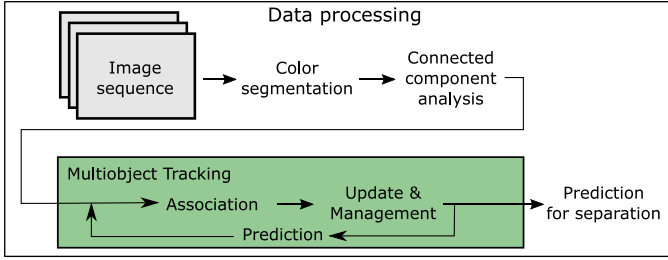 Data processing
Image
sequence
Color
segmentation
Connected
component
analysis
Multiobject Tracking
Association
Update &
Management
Prediction
Prediction
for separation